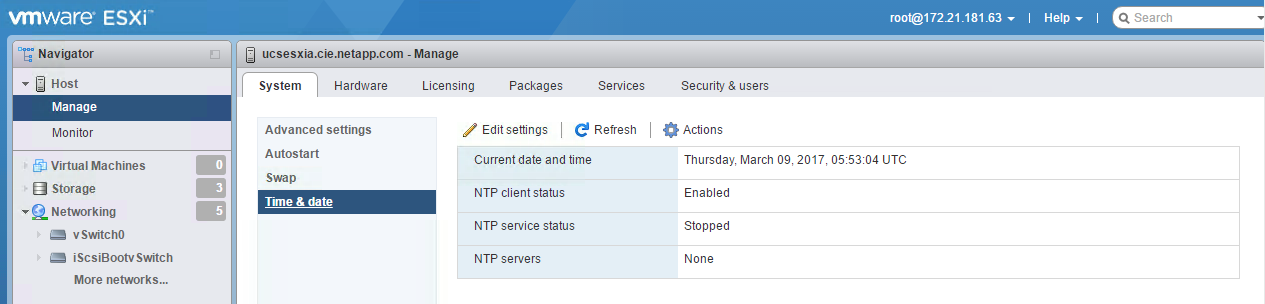 vmware® ESXi™
root@172.21.181.63
Help
Search
Navigator
Host
Manage
Monitor
Virtual Machines 0
Storage 3
Networking 5
vSwitch0
iScsiBootvSwitch
More networks...
ucsesxia.cie.netapp.com - Manage
System Hardware Licensing Packages Services Security & users
Advanced settings
Autostart
Swap
Time & date
Edit settings Refresh Actions
Current date and time Thursday, March 09, 2017, 05:53:04 UTC
NTP client status Enabled
NTP service status Stopped
NTP servers None